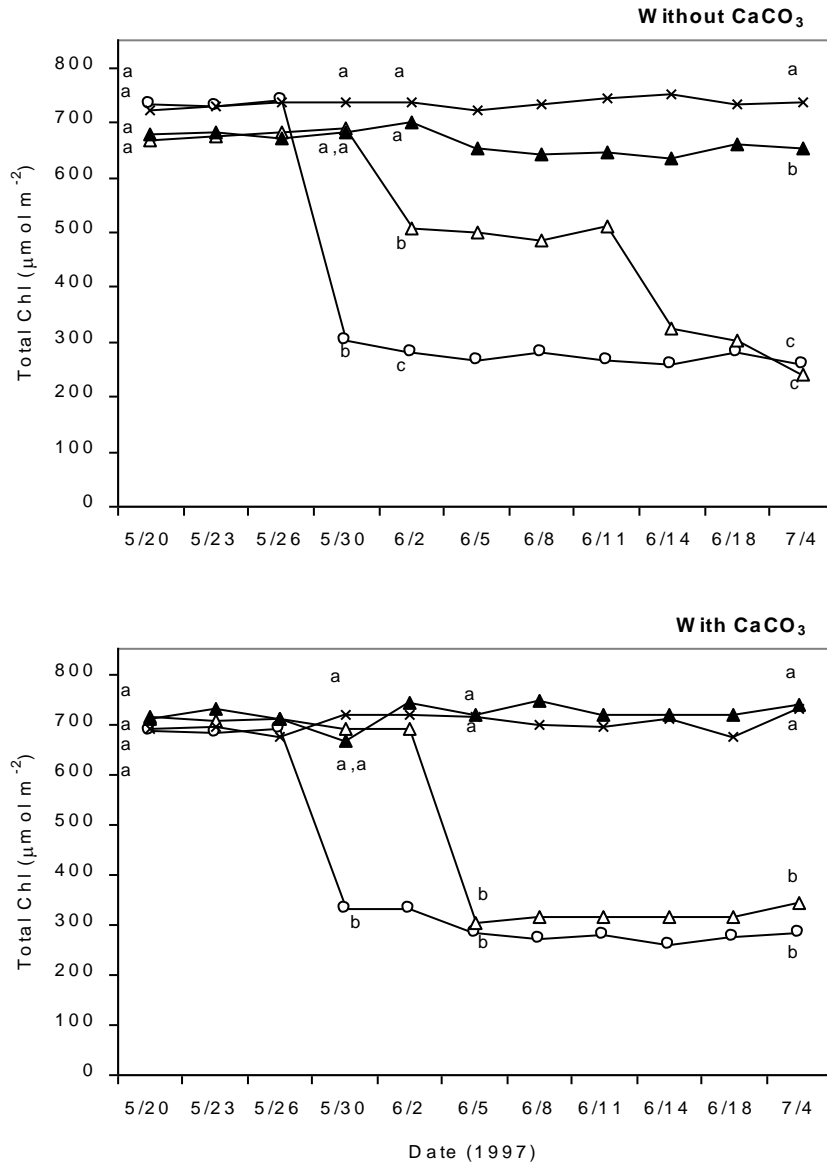 Without CaCO₃
800
700
600
500
400
300
200
100
0
Total Chl (μmol m⁻²)
a a a a
a
a a
a a,a b
b
b c c
c
5/20 5/23 5/26 5/30 6/2 6/5 6/8 6/11 6/14 6/18 7/4
With CaCO₃
800
700
600
500
400
300
200
100
0
Total Chl (μmol m⁻²)
a a a a
a a a
a
a a,a
b b
b b b
5/20 5/23 5/26 5/30 6/2 6/5 6/8 6/11 6/14 6/18 7/4
Date (1997)